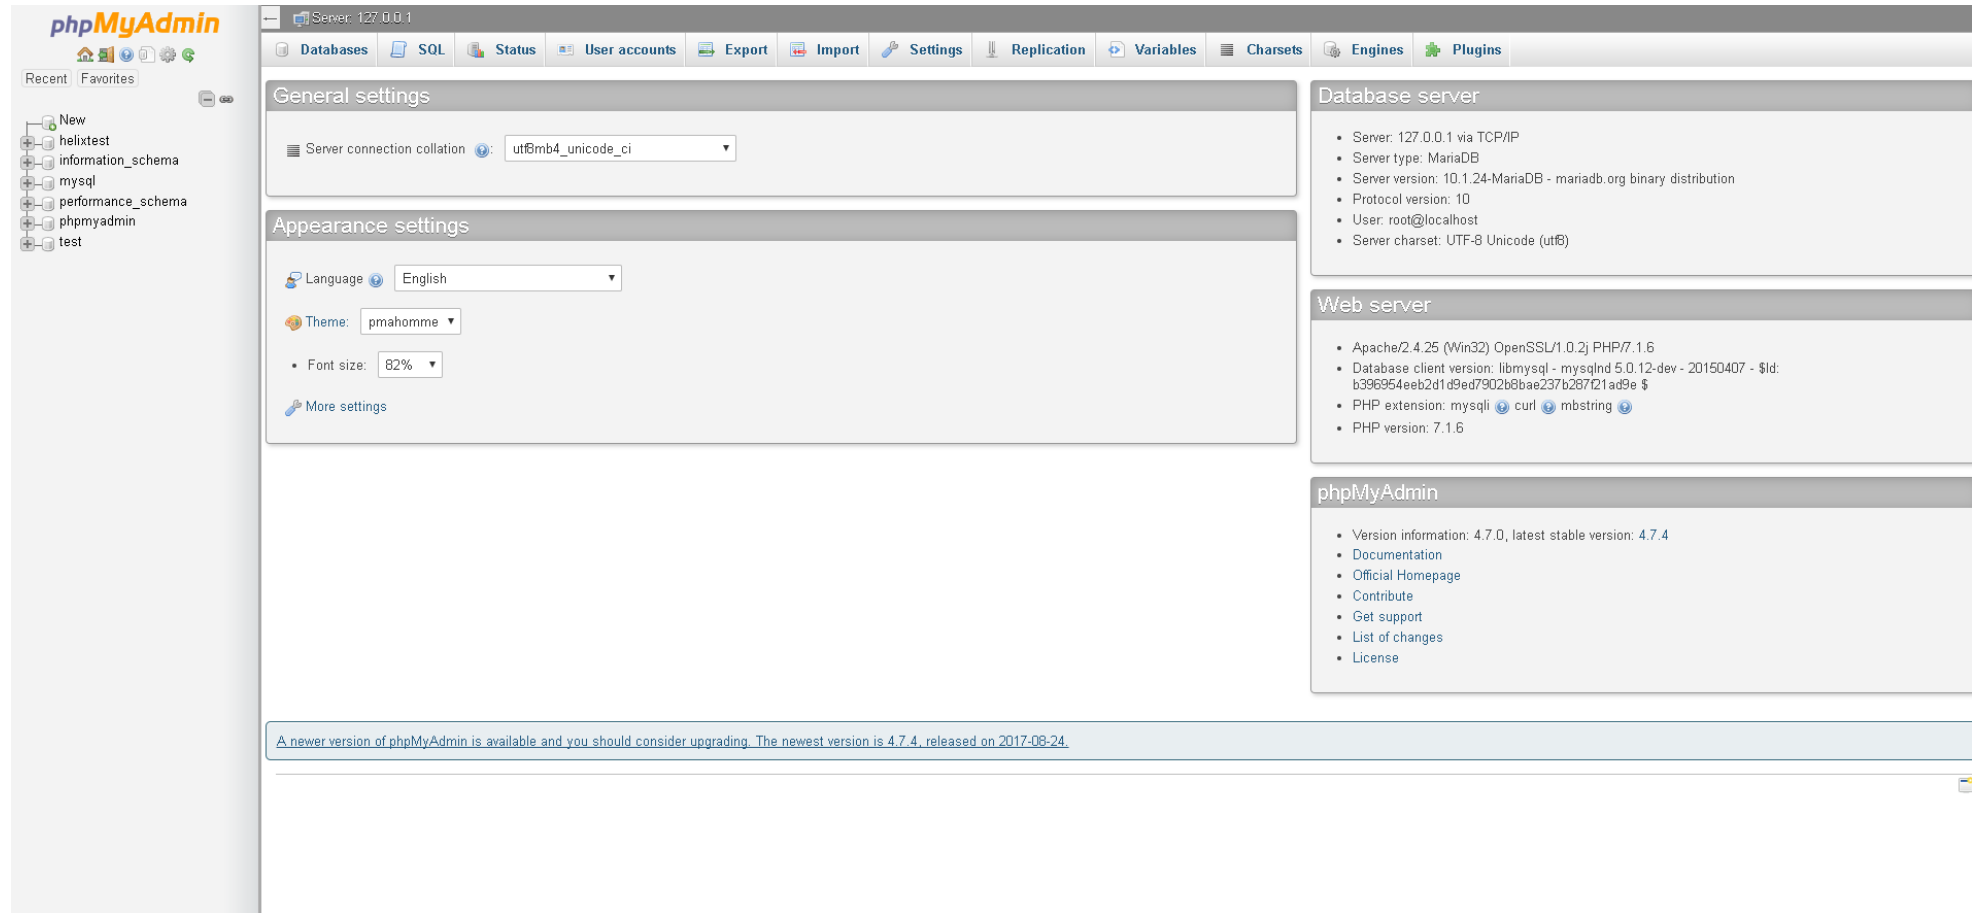 phpMyAdmin
Recent Favorites
New
helixtest
information_schema
mysql
performance_schema
phpmyadmin
test
Server: 127.0.0.1
Databases SQL Status User accounts Export Import Settings Replication Variables Charsets Engines Plugins
General settings
Server connection collation : utf8mb4_unicode_ci
Appearance settings
Language English
Theme: pmahomme
Font size: 82%
More settings
Database server
Server: 127.0.0.1 via TCP/IP
Server type: MariaDB
Server version: 10.1.24-MariaDB - mariadb.org binary distribution
Protocol version: 10
User: root@localhost
Server charset: UTF-8 Unicode (utf8)
Web server
Apache/2.4.25 (Win32) OpenSSL/1.0.2j PHP/7.1.6
Database client version: libmysql - mysqlnd 5.0.12-dev - 20150407 - $Id:
b396954eeb2d1d9ed7902b8bae237b287f21ad9e $
PHP extension: mysqli curl mbstring
PHP version: 7.1.6
phpMyAdmin
Version information: 4.7.0, latest stable version: 4.7.4
Documentation
Official Homepage
Contribute
Get support
List of changes
License
A newer version of phpMyAdmin is available and you should consider upgrading. The newest version is 4.7.4, released on 2017-08-24.